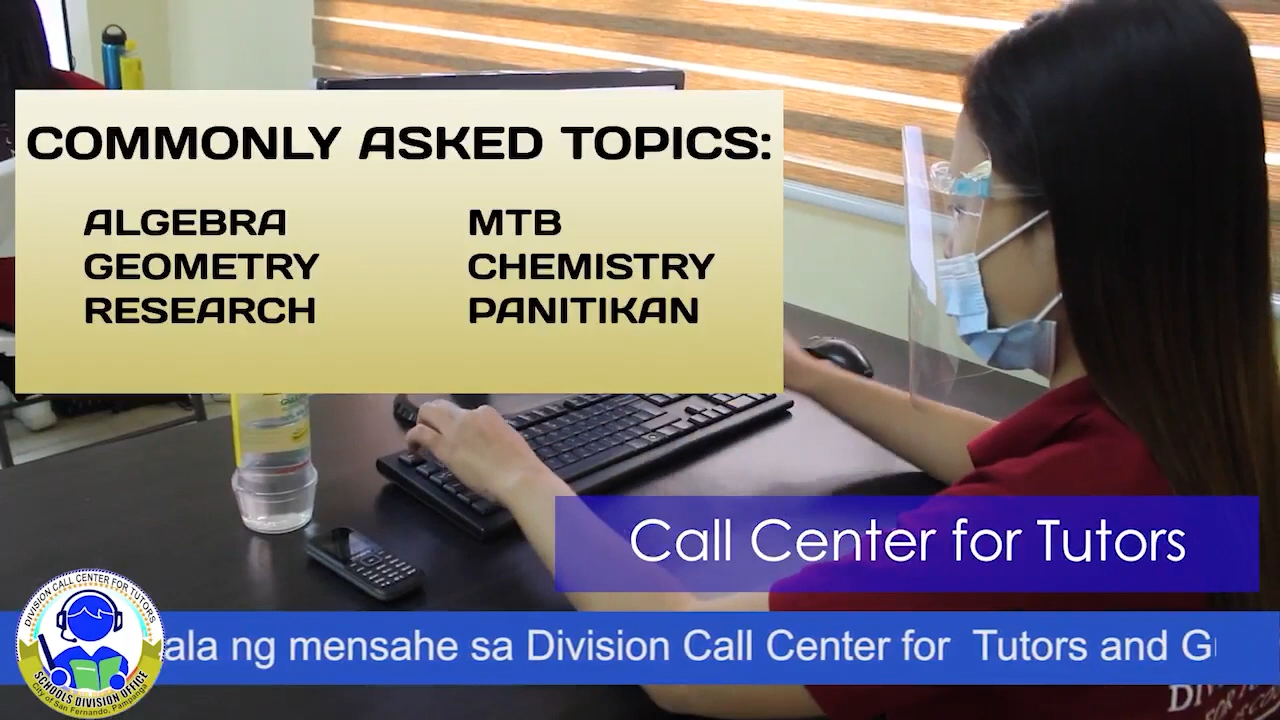 COMMONLY ASKED TOPICS:
ALGEBRA
GEOMETRY
RESEARCH
MTB
CHEMISTRY
PANITIKAN
Call Center for Tutors
ala ng mensahe sa Division Call Center for Tutors and G
DIVISION CALL CENTER FOR TUTORS
SCHOOLS DIVISION OFFICE
City of San Fernando, Pampanga